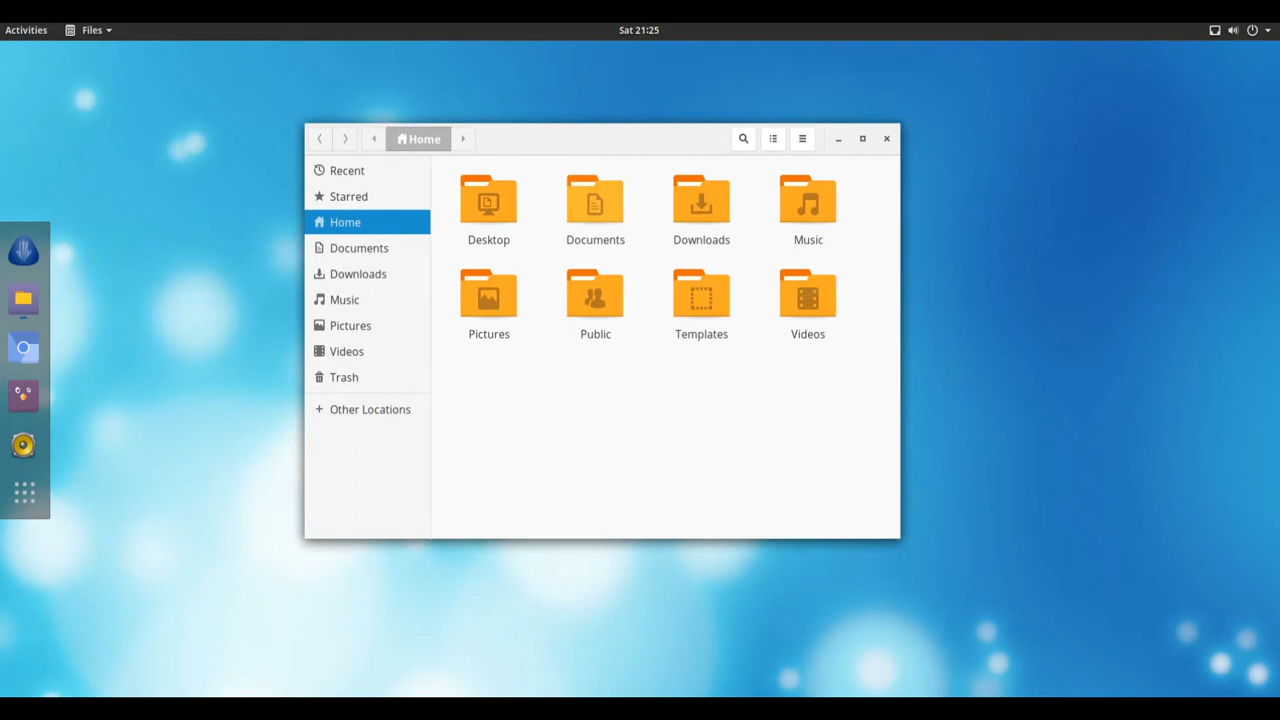 Activities Files Sat 21:25
Home
Recent
Starred
Home
Documents
Downloads
Music
Pictures
Videos
Trash
Other Locations
Desktop Documents Downloads Music
Pictures Public Templates Videos